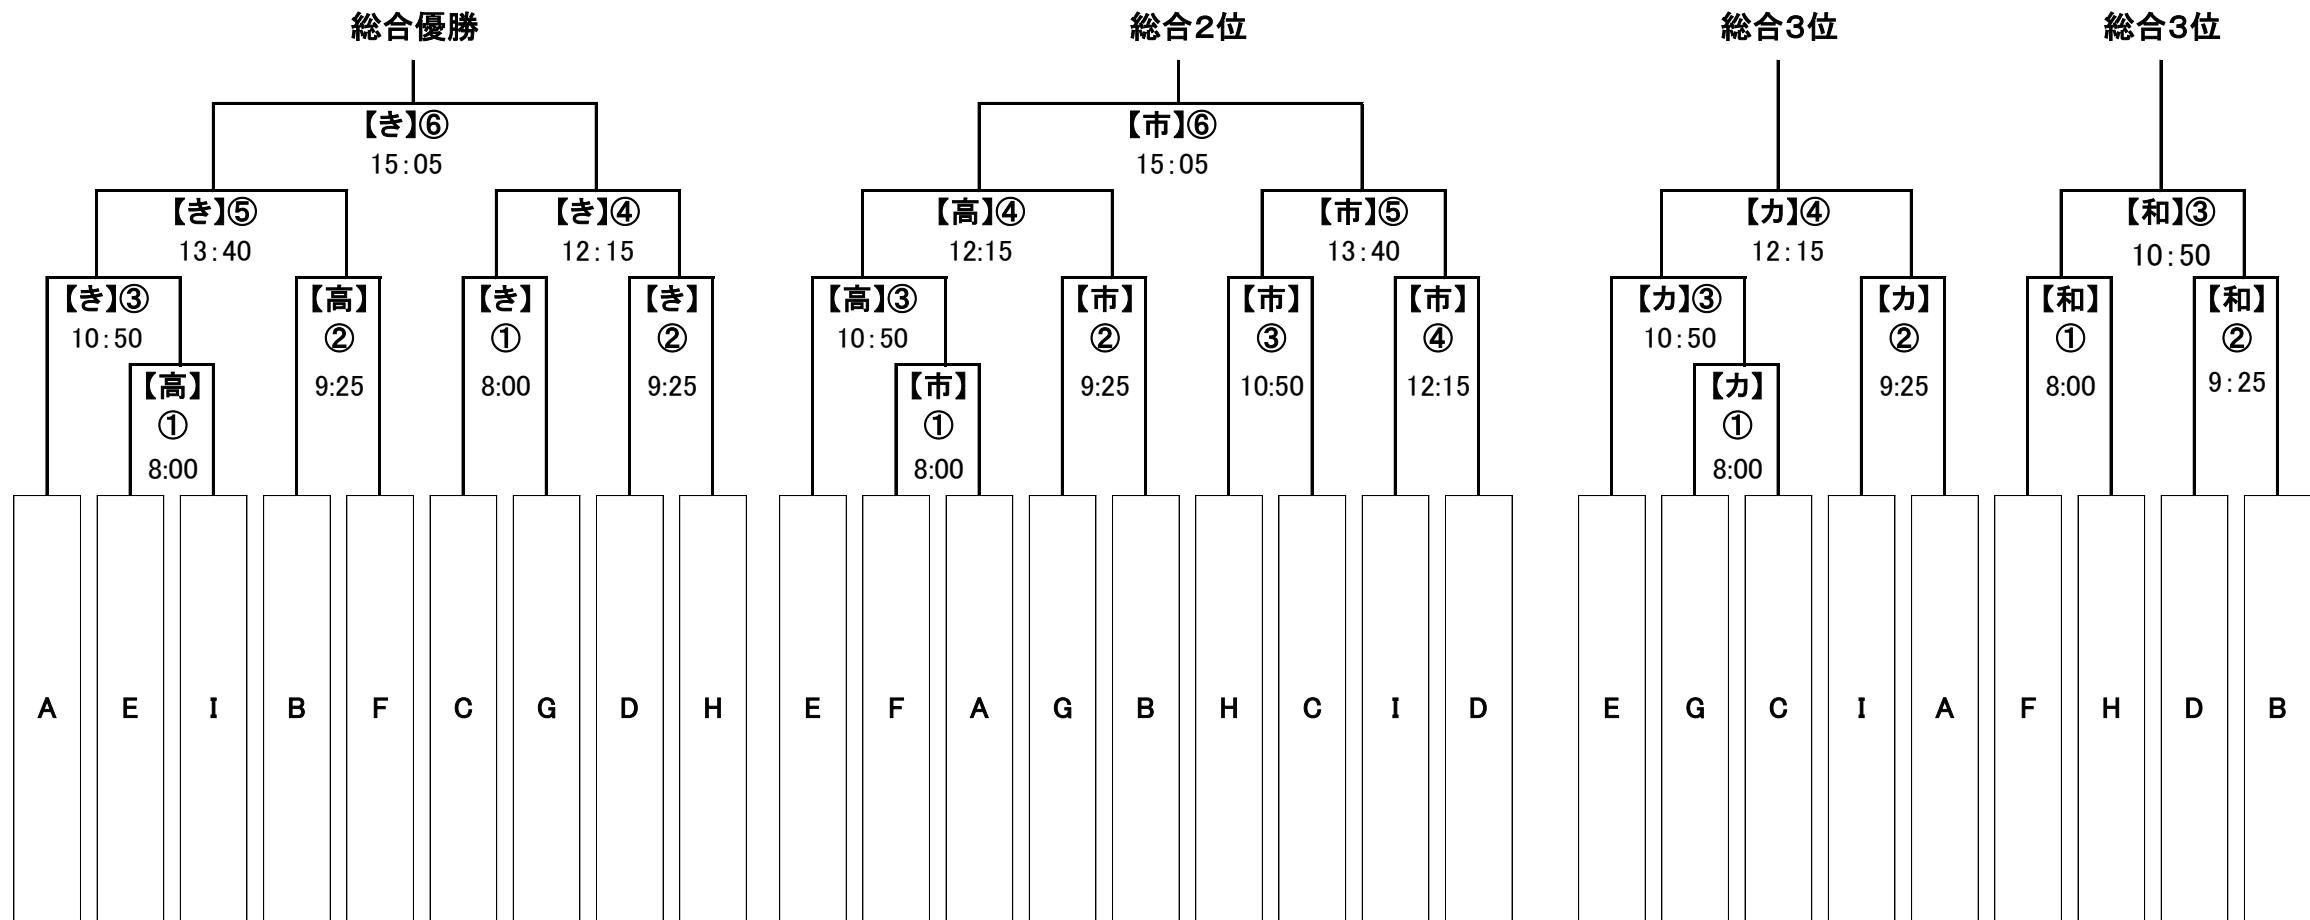 総合優勝 総合2位 総合3位 総合3位
【き】⑥ 【市】⑥
15:05 15:05
【き】⑤ 【き】④ 【高】④ 【市】⑤ 【カ】④ 【和】③
13:40 12:15 12:15 13:40 12:15 10:50
【き】③ 【高】 【き】 【き】 【高】③ 【市】 【市】 【市】 【カ】③ 【カ】 【和】 【和】
10:50 ② ① ② 10:50 ② ③ ④ 10:50 ② ① ②
【高】 9:25 8:00 9:25 【市】 9:25 10:50 12:15 【カ】 9:25 8:00 9:25
① ① ①
8:00 8:00 8:00
A E I B F C G D H E F A G B H C I D E G C I A F H D B